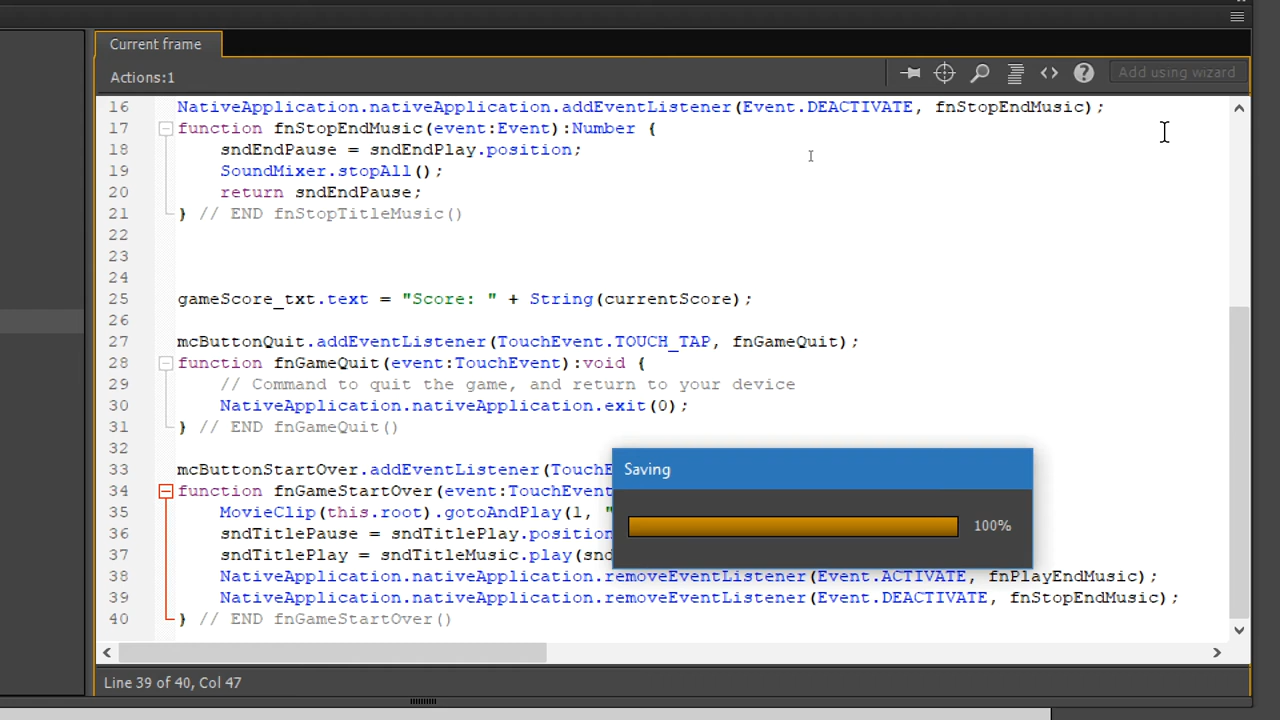 Current frame
Actions:1
Add using wizard
16 NativeApplication.nativeApplication.addEventListener(Event.DEACTIVATE, fnStopEndMusic);
17 function fnStopEndMusic(event:Event):Number {
18 sndEndPause = sndEndPlay.position;
19 SoundMixer.stopAll();
20 return sndEndPause;
21 } // END fnStopTitleMusic()
22
23
24
25 gameScore_txt.text = "Score: " + String(currentScore);
26
27 mcButtonQuit.addEventListener(TouchEvent.TOUCH_TAP, fnGameQuit);
28 function fnGameQuit(event:TouchEvent):void {
29 // Command to quit the game, and return to your device
30 NativeApplication.nativeApplication.exit(0);
31 } // END fnGameQuit()
32
33 mcButtonStartOver.addEventListener(TouchE
34 function fnGameStartOver(event:TouchEvent
35 MovieClip(this.root).gotoAndPlay(1, "
36 sndTitlePause = sndTitlePlay.position
37 sndTitlePlay = sndTitleMusic.play(snd
38 NativeApplication.nativeApplication.removeEventListener(Event.ACTIVATE, fnPlayEndMusic);
39 NativeApplication.nativeApplication.removeEventListener(Event.DEACTIVATE, fnStopEndMusic);
40 } // END fnGameStartOver()
Saving
100%
Line 39 of 40, Col 47